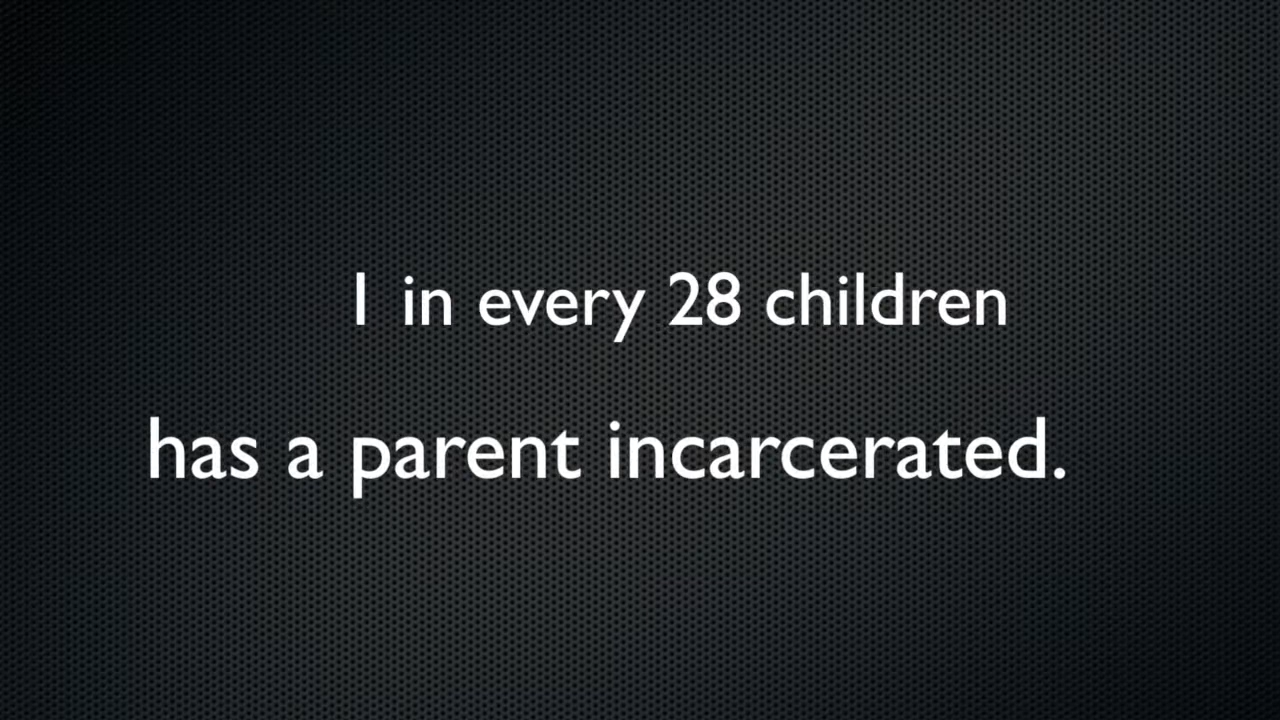 1 in every 28 children
has a parent incarcerated.